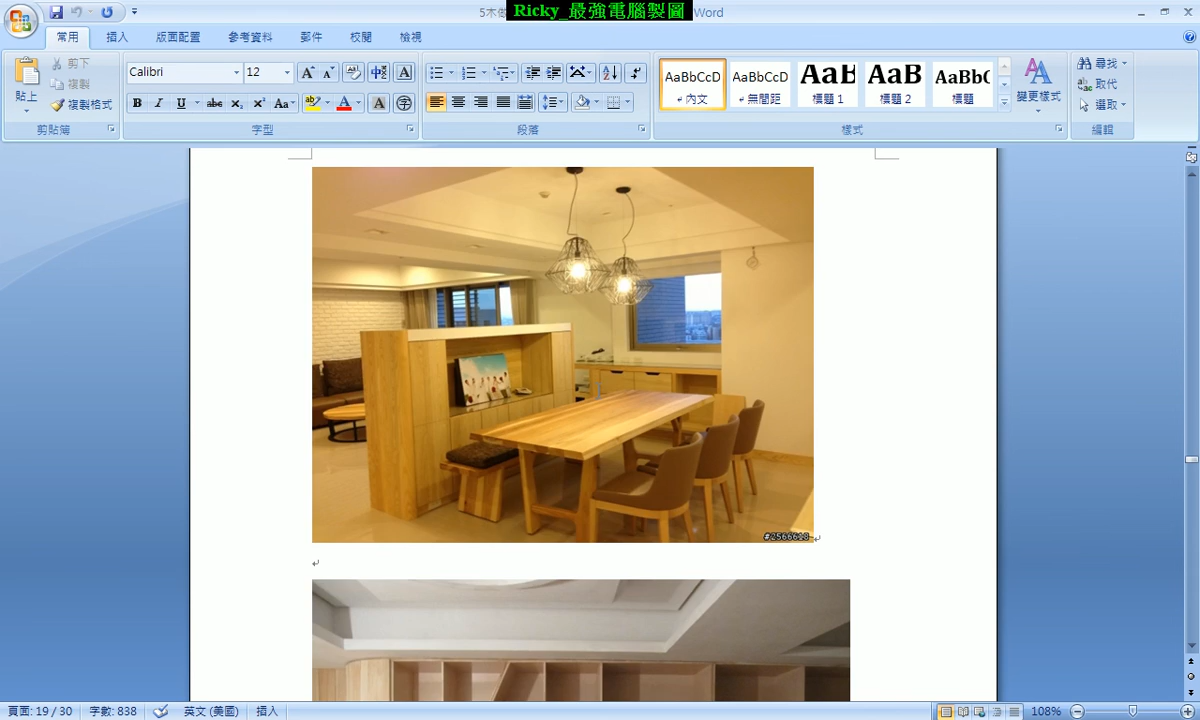 5木做
Ricky_最強電腦製圖
Word
常用
插入
版面配置
參考資料
郵件
校閱
檢視
貼上
剪下
複製
複製格式
剪貼簿
Calibri
12
字型
段落
AaBbCcD
內文
AaBbCcD
無間距
AaBb
標題 1
AaB
標題 2
AaBbC
標題
變更樣式
樣式
尋找
取代
選取
編輯
#2566618
頁面: 19 / 30
字數: 838
英文 (美國)
插入
108%